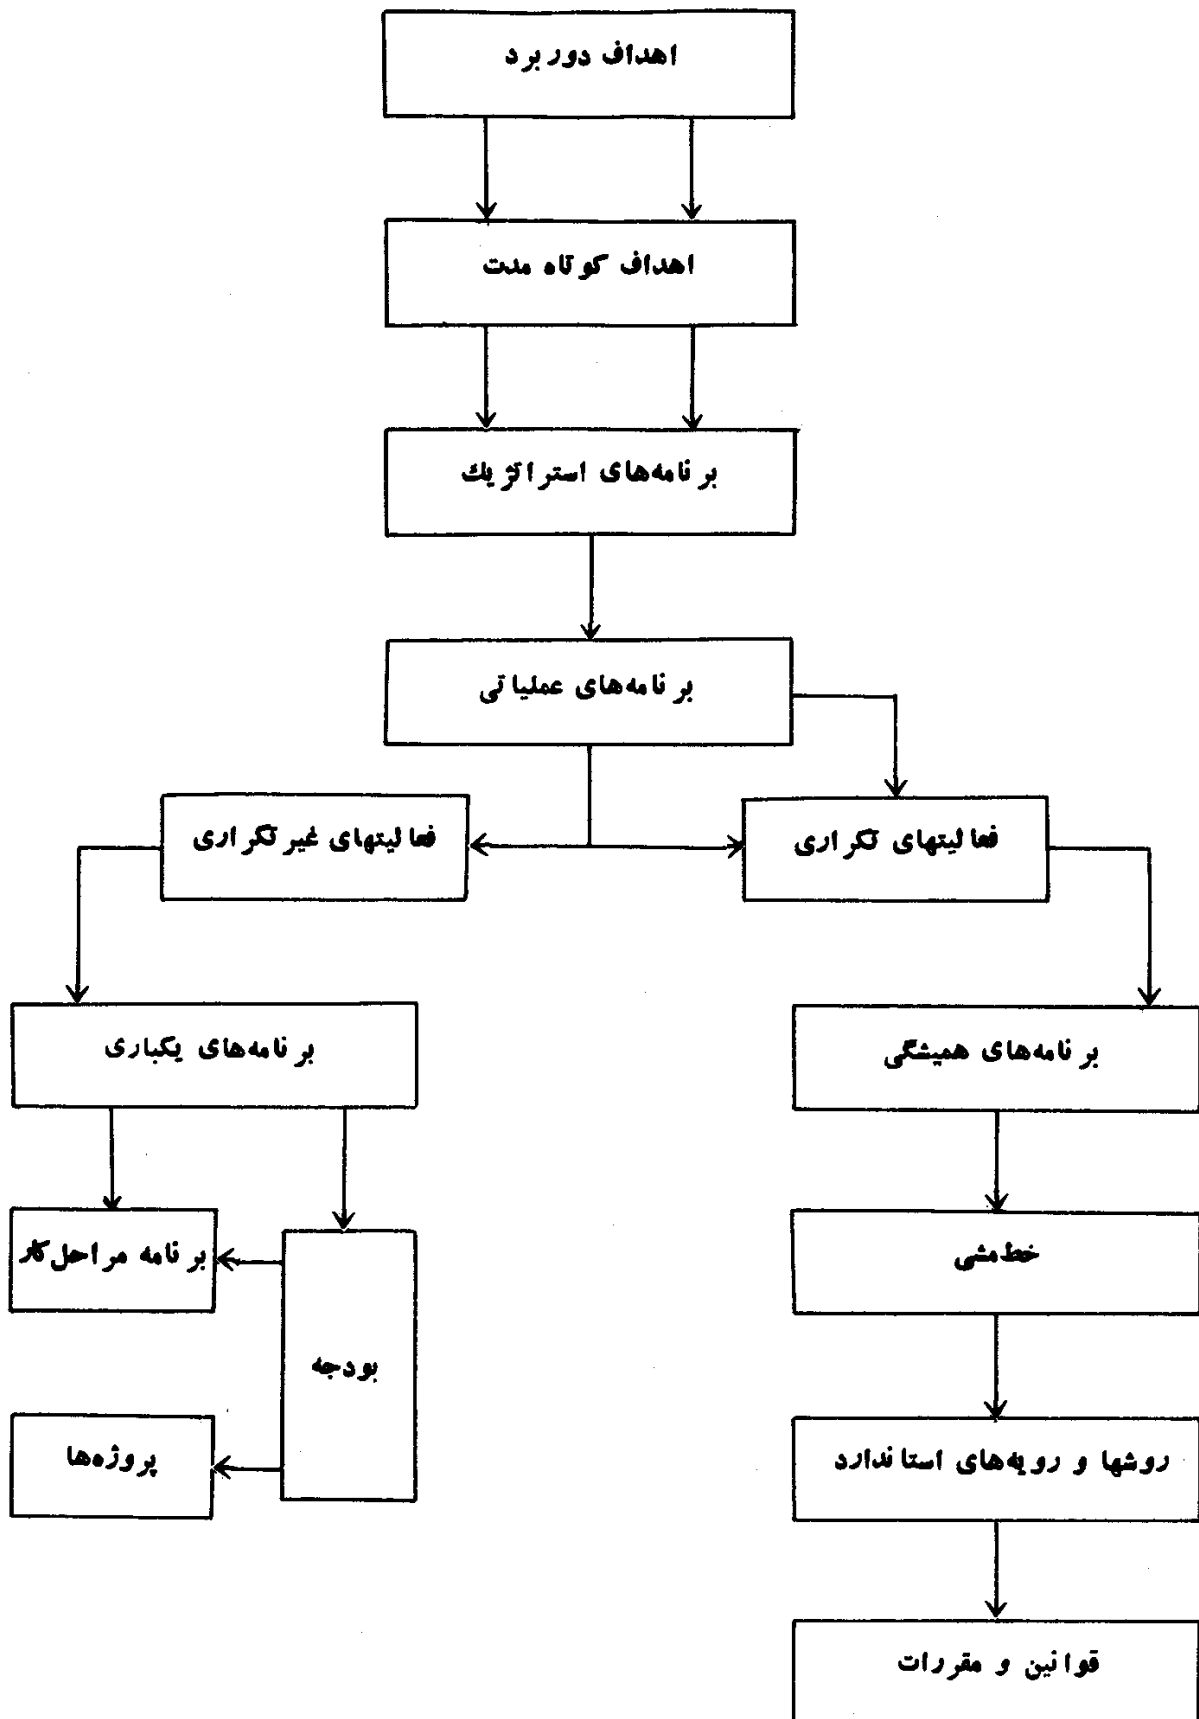 اهداف دوربرد
اهداف کوتاه مدت
برنامه‌های استراتژیك
برنامه‌های عملیاتی
فعالیتهای تکراری
فعالیتهای غیرتکراری
برنامه‌های همیشگی
برنامه‌های یکباری
خط‌مشی
برنامه مراحل کار
بودجه
روشها و رویه‌های استاندارد
پروژه‌ها
قوانین و مقررات